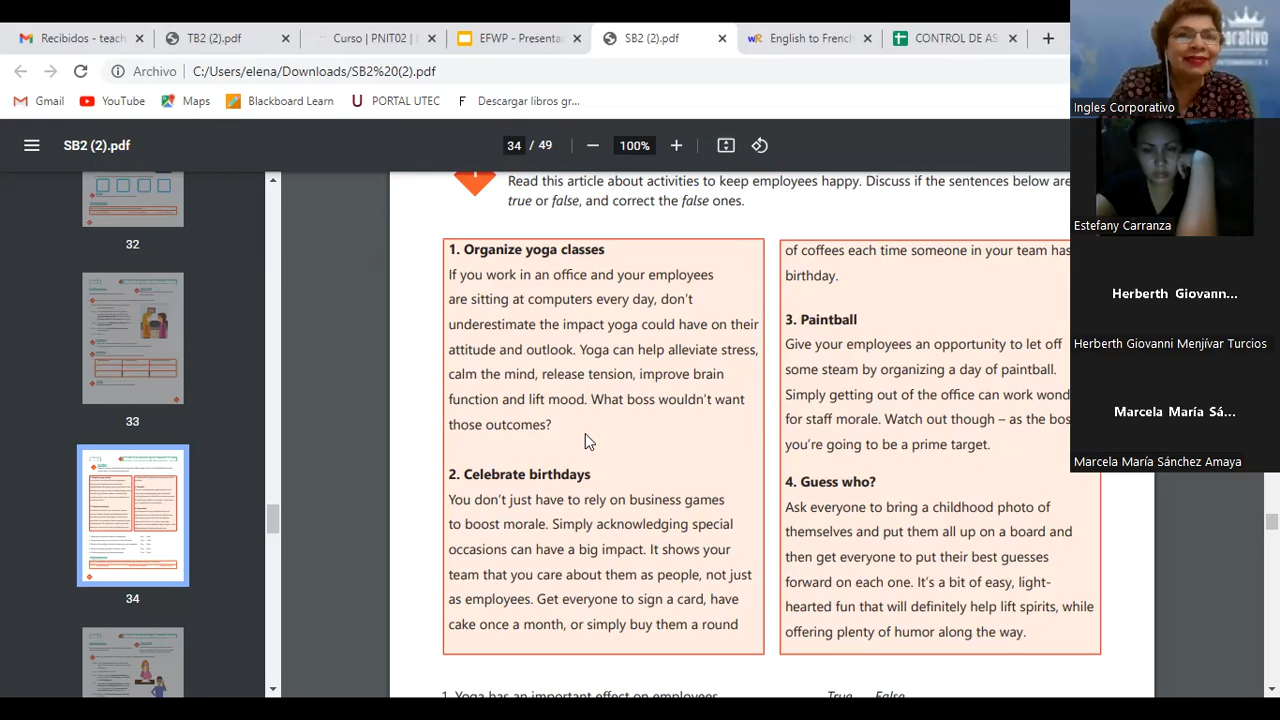 Recibidos - teach
TB2 (2).pdf
Curso | PNIT02 |
EFWP - Presenta
SB2 (2).pdf
English to French
CONTROL DE AS
Archivo
C:/Users/elena/Downloads/SB2%20(2).pdf
Gmail
YouTube
Maps
Blackboard Learn
PORTAL UTEC
Descargar libros gr...
SB2 (2).pdf
34 / 49
100%
32
33
34
Read this article about activities to keep employees happy. Discuss if the sentences below are
true or false, and correct the false ones.
1. Organize yoga classes
If you work in an office and your employees
are sitting at computers every day, don't
underestimate the impact yoga could have on their
attitude and outlook. Yoga can help alleviate stress,
calm the mind, release tension, improve brain
function and lift mood. What boss wouldn't want
those outcomes?
2. Celebrate birthdays
You don't just have to rely on business games
to boost morale. Simply acknowledging special
occasions can have a big impact. It shows your
team that you care about them as people, not just
as employees. Get everyone to sign a card, have
cake once a month, or simply buy them a round
of coffees each time someone in your team has
birthday.
3. Paintball
Give your employees an opportunity to let off
some steam by organizing a day of paintball.
Simply getting out of the office can work wond
for staff morale. Watch out though – as the bos
you're going to be a prime target.
4. Guess who?
Ask everyone to bring a childhood photo of
themselves and put them all up on a board and
then get everyone to put their best guesses
forward on each one. It's a bit of easy, light-
hearted fun that will definitely help lift spirits, while
offering plenty of humor along the way.
1. Yoga has an important effect on employees
True False
Ingles Corporativo
Estefany Carranza
Herberth Giovann...
Herberth Giovanni Menjívar Turcios
Marcela María Sá...
Marcela María Sánchez Amaya